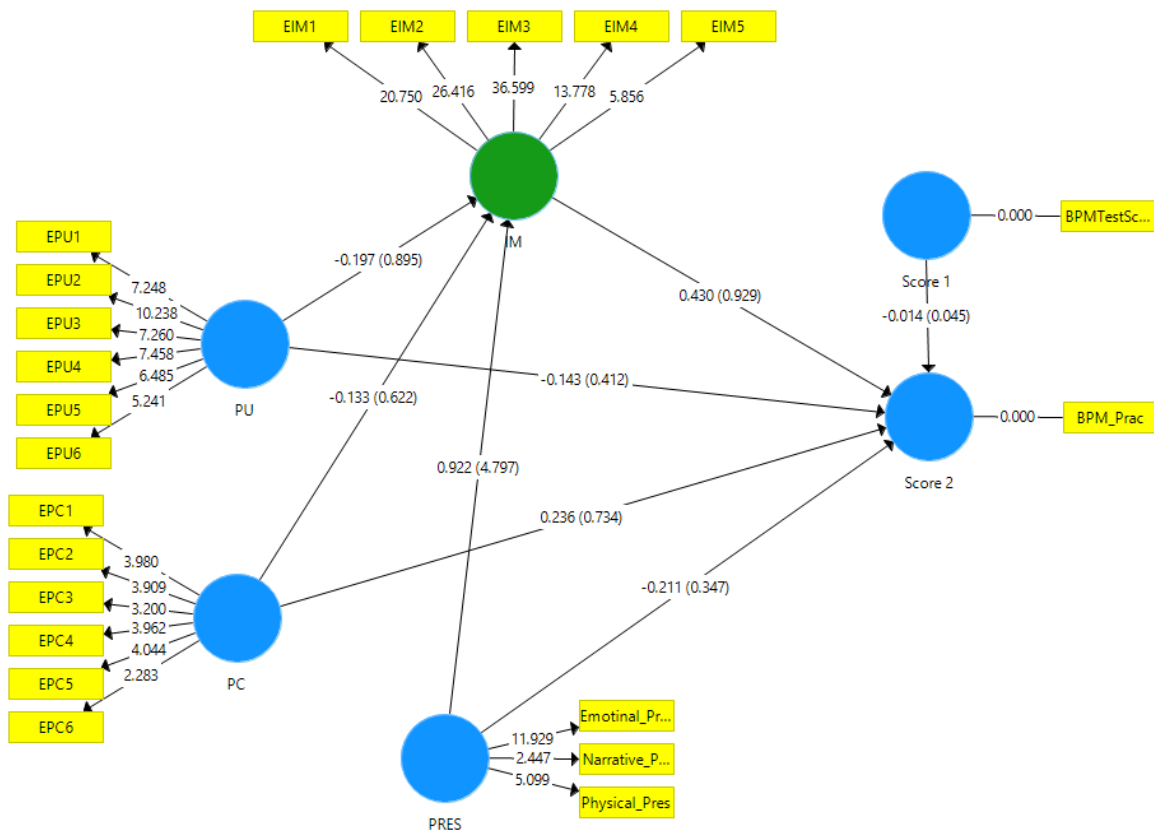 EIM1
EIM2
EIM3
EIM4
EIM5
20.750
26.416
36.599
13.778
5.856
IM
Score 1
0.000
BPMTestSc...
-0.014 (0.045)
EPU1
EPU2
EPU3
EPU4
EPU5
EPU6
7.248
10.238
7.260
7.458
6.485
5.241
PU
-0.197 (0.895)
0.430 (0.929)
-0.143 (0.412)
-0.133 (0.622)
Score 2
0.000
BPM_Prac
0.922 (4.797)
0.236 (0.734)
-0.211 (0.347)
EPC1
EPC2
EPC3
EPC4
EPC5
EPC6
3.980
3.909
3.200
3.962
4.044
2.283
PC
PRES
11.929
2.447
5.099
Emotinal_Pr...
Narrative_P...
Physical_Pres